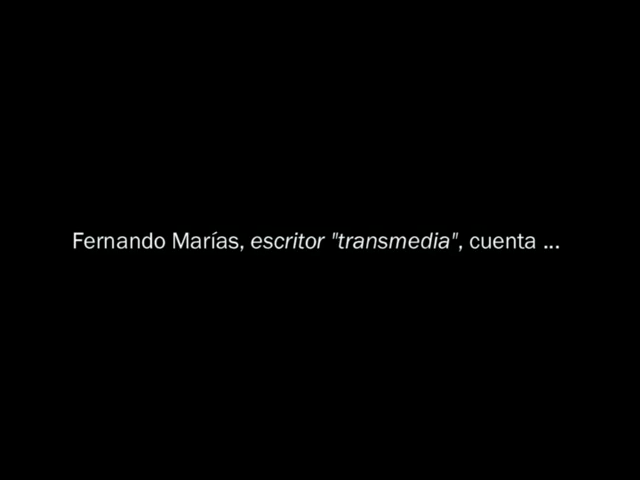 Fernando Marías, escritor "transmedia", cuenta ...